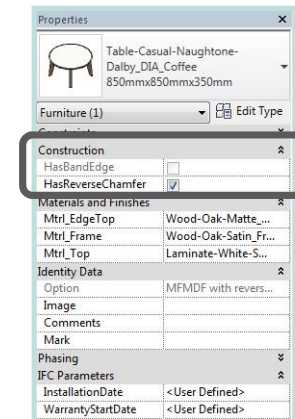 Properties
Table-Casual-Naughtone-
Dalby_DIA_Coffee
850mmx850mmx350mm
Furniture (1)
Edit Type
Constraints
Construction
HasBandEdge
HasReverseChamfer
Materials and Finishes
Mtrl_EdgeTop Wood-Oak-Matte_...
Mtrl_Frame Wood-Oak-Satin_Fr...
Mtrl_Top Laminate-White-S...
Identity Data
Option MFMDF with revers...
Image
Comments
Mark
Phasing
IFC Parameters
InstallationDate <User Defined>
WarrantyStartDate <User Defined>